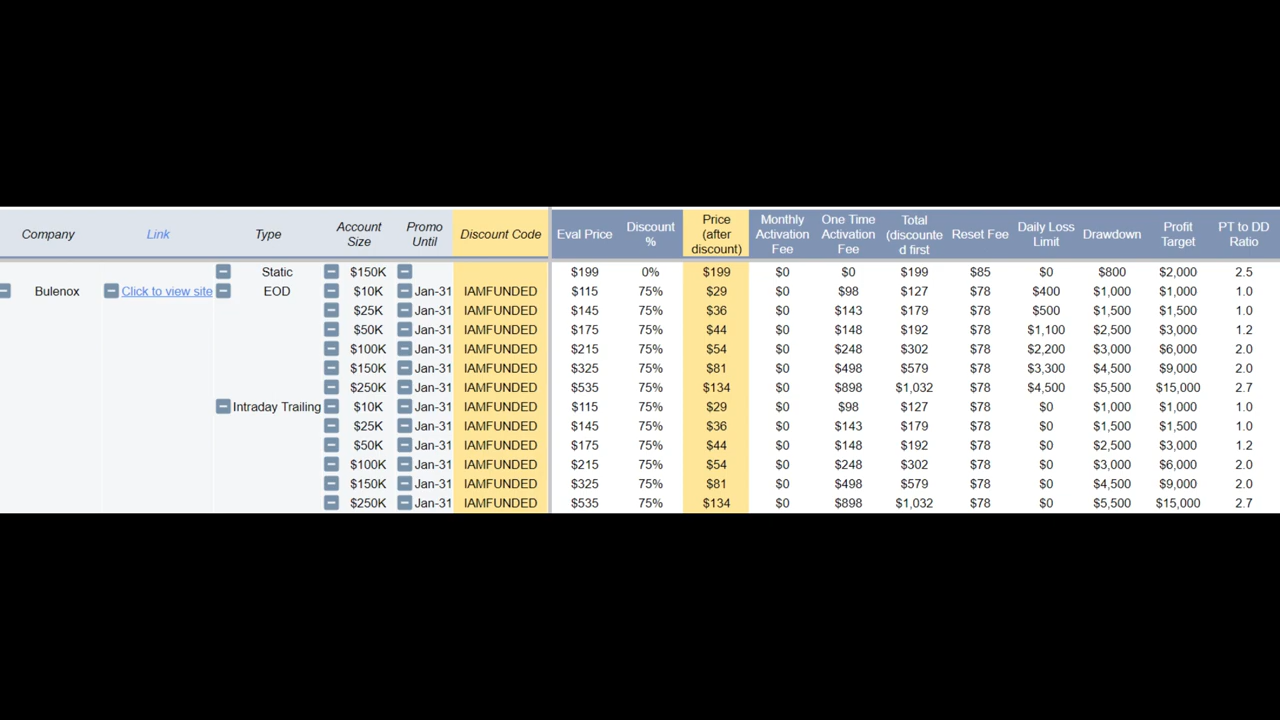 Company Link Type Account Size Promo Until Discount Code Eval Price Discount % Price (after discount) Monthly Activation Fee One Time Activation Fee Total (discounte d first Reset Fee Daily Loss Limit Drawdown Profit Target PT to DD Ratio
Static $150K $199 0% $199 $0 $0 $199 $85 $0 $800 $2,000 2.5
Bulenox Click to view site EOD $10K Jan-31 IAMFUNDED $115 75% $29 $0 $98 $127 $78 $400 $1,000 $1,000 1.0
$25K Jan-31 IAMFUNDED $145 75% $36 $0 $143 $179 $78 $500 $1,500 $1,500 1.0
$50K Jan-31 IAMFUNDED $175 75% $44 $0 $148 $192 $78 $1,100 $2,500 $3,000 1.2
$100K Jan-31 IAMFUNDED $215 75% $54 $0 $248 $302 $78 $2,200 $3,000 $6,000 2.0
$150K Jan-31 IAMFUNDED $325 75% $81 $0 $498 $579 $78 $3,300 $4,500 $9,000 2.0
$250K Jan-31 IAMFUNDED $535 75% $134 $0 $898 $1,032 $78 $4,500 $5,500 $15,000 2.7
Intraday Trailing $10K Jan-31 IAMFUNDED $115 75% $29 $0 $98 $127 $78 $0 $1,000 $1,000 1.0
$25K Jan-31 IAMFUNDED $145 75% $36 $0 $143 $179 $78 $0 $1,500 $1,500 1.0
$50K Jan-31 IAMFUNDED $175 75% $44 $0 $148 $192 $78 $0 $2,500 $3,000 1.2
$100K Jan-31 IAMFUNDED $215 75% $54 $0 $248 $302 $78 $0 $3,000 $6,000 2.0
$150K Jan-31 IAMFUNDED $325 75% $81 $0 $498 $579 $78 $0 $4,500 $9,000 2.0
$250K Jan-31 IAMFUNDED $535 75% $134 $0 $898 $1,032 $78 $0 $5,500 $15,000 2.7